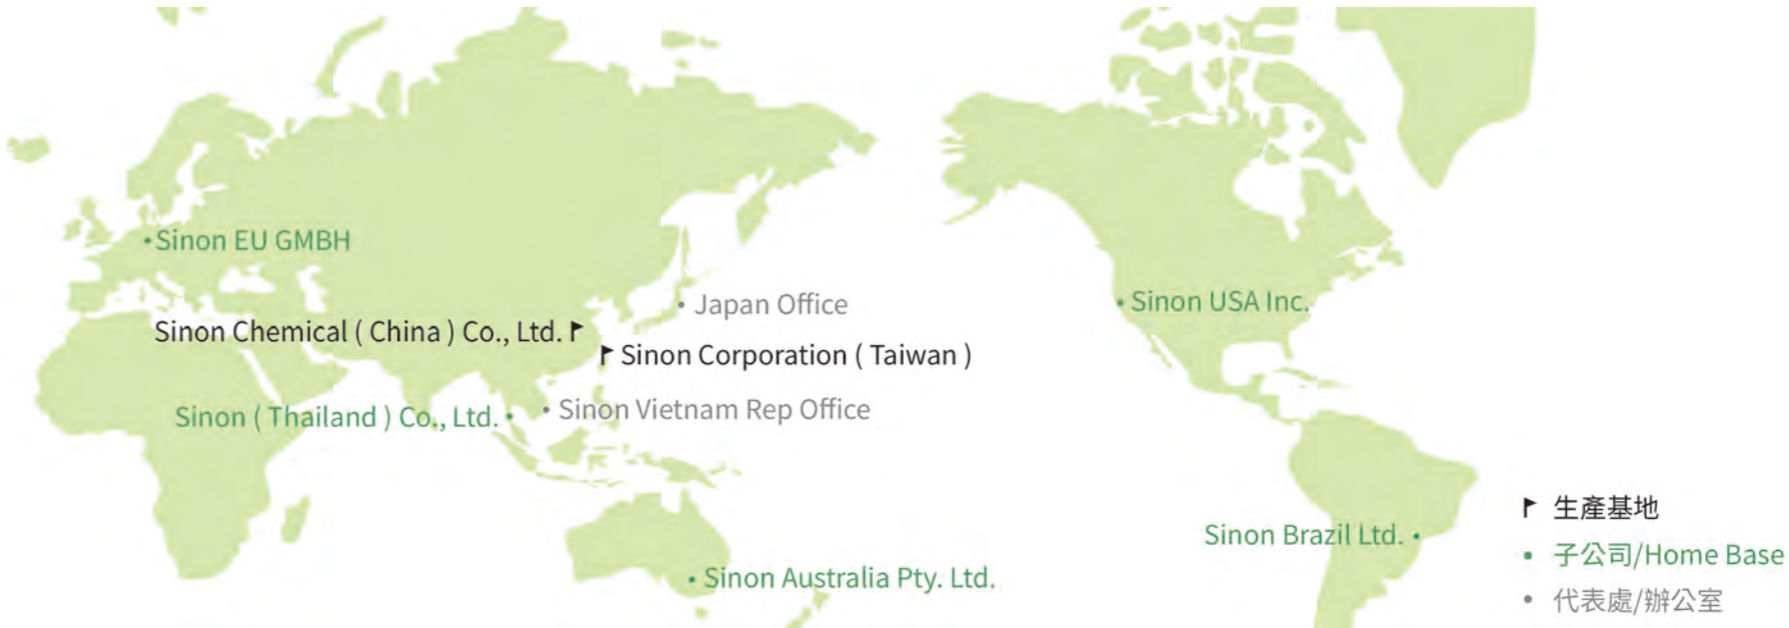 Sinon EU GMBH
Japan Office
Sinon USA Inc.
Sinon Chemical ( China ) Co., Ltd.
Sinon Corporation ( Taiwan )
Sinon ( Thailand ) Co., Ltd.
Sinon Vietnam Rep Office
Sinon Brazil Ltd.
Sinon Australia Pty. Ltd.
生產基地
子公司/Home Base
代表處/辦公室